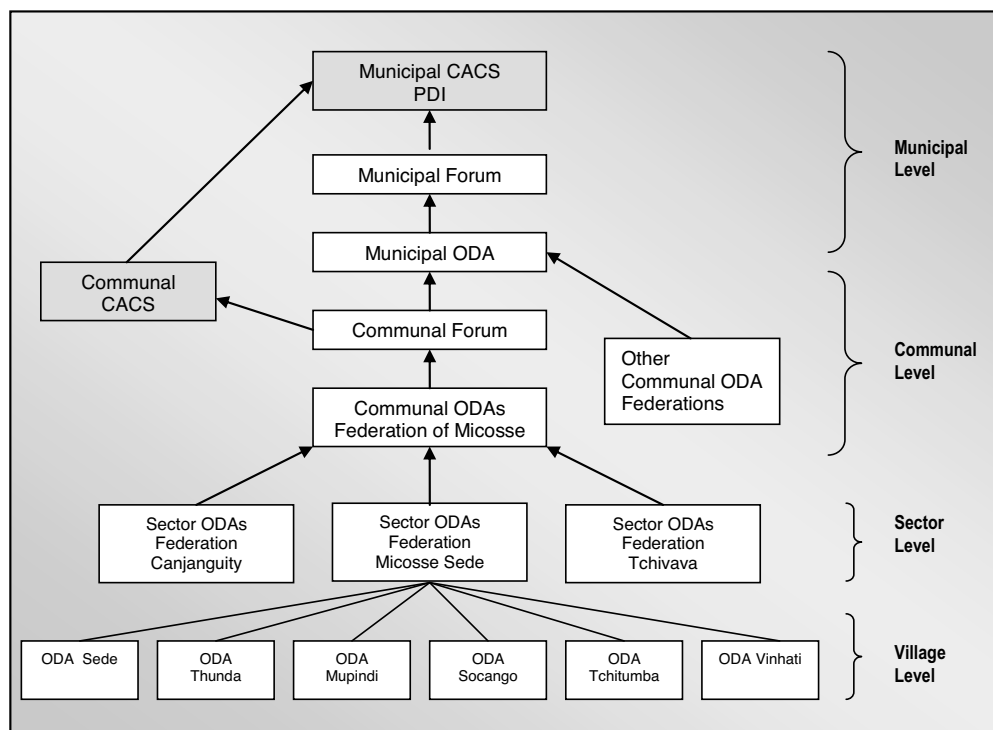 Municipal CACS
PDI
Municipal
Level
Municipal Forum
Municipal ODA
Communal
CACS
Communal Forum
Other
Communal ODA
Federations
Communal
Level
Communal ODAs
Federation of Micosse
Sector ODAs
Federation
Canjanguity
Sector ODAs
Federation
Micosse Sede
Sector ODAs
Federation
Tchivava
Sector
Level
ODA Sede
ODA
Thunda
ODA
Mupindi
ODA
Socango
ODA
Tchitumba
ODA Vinhati
Village
Level